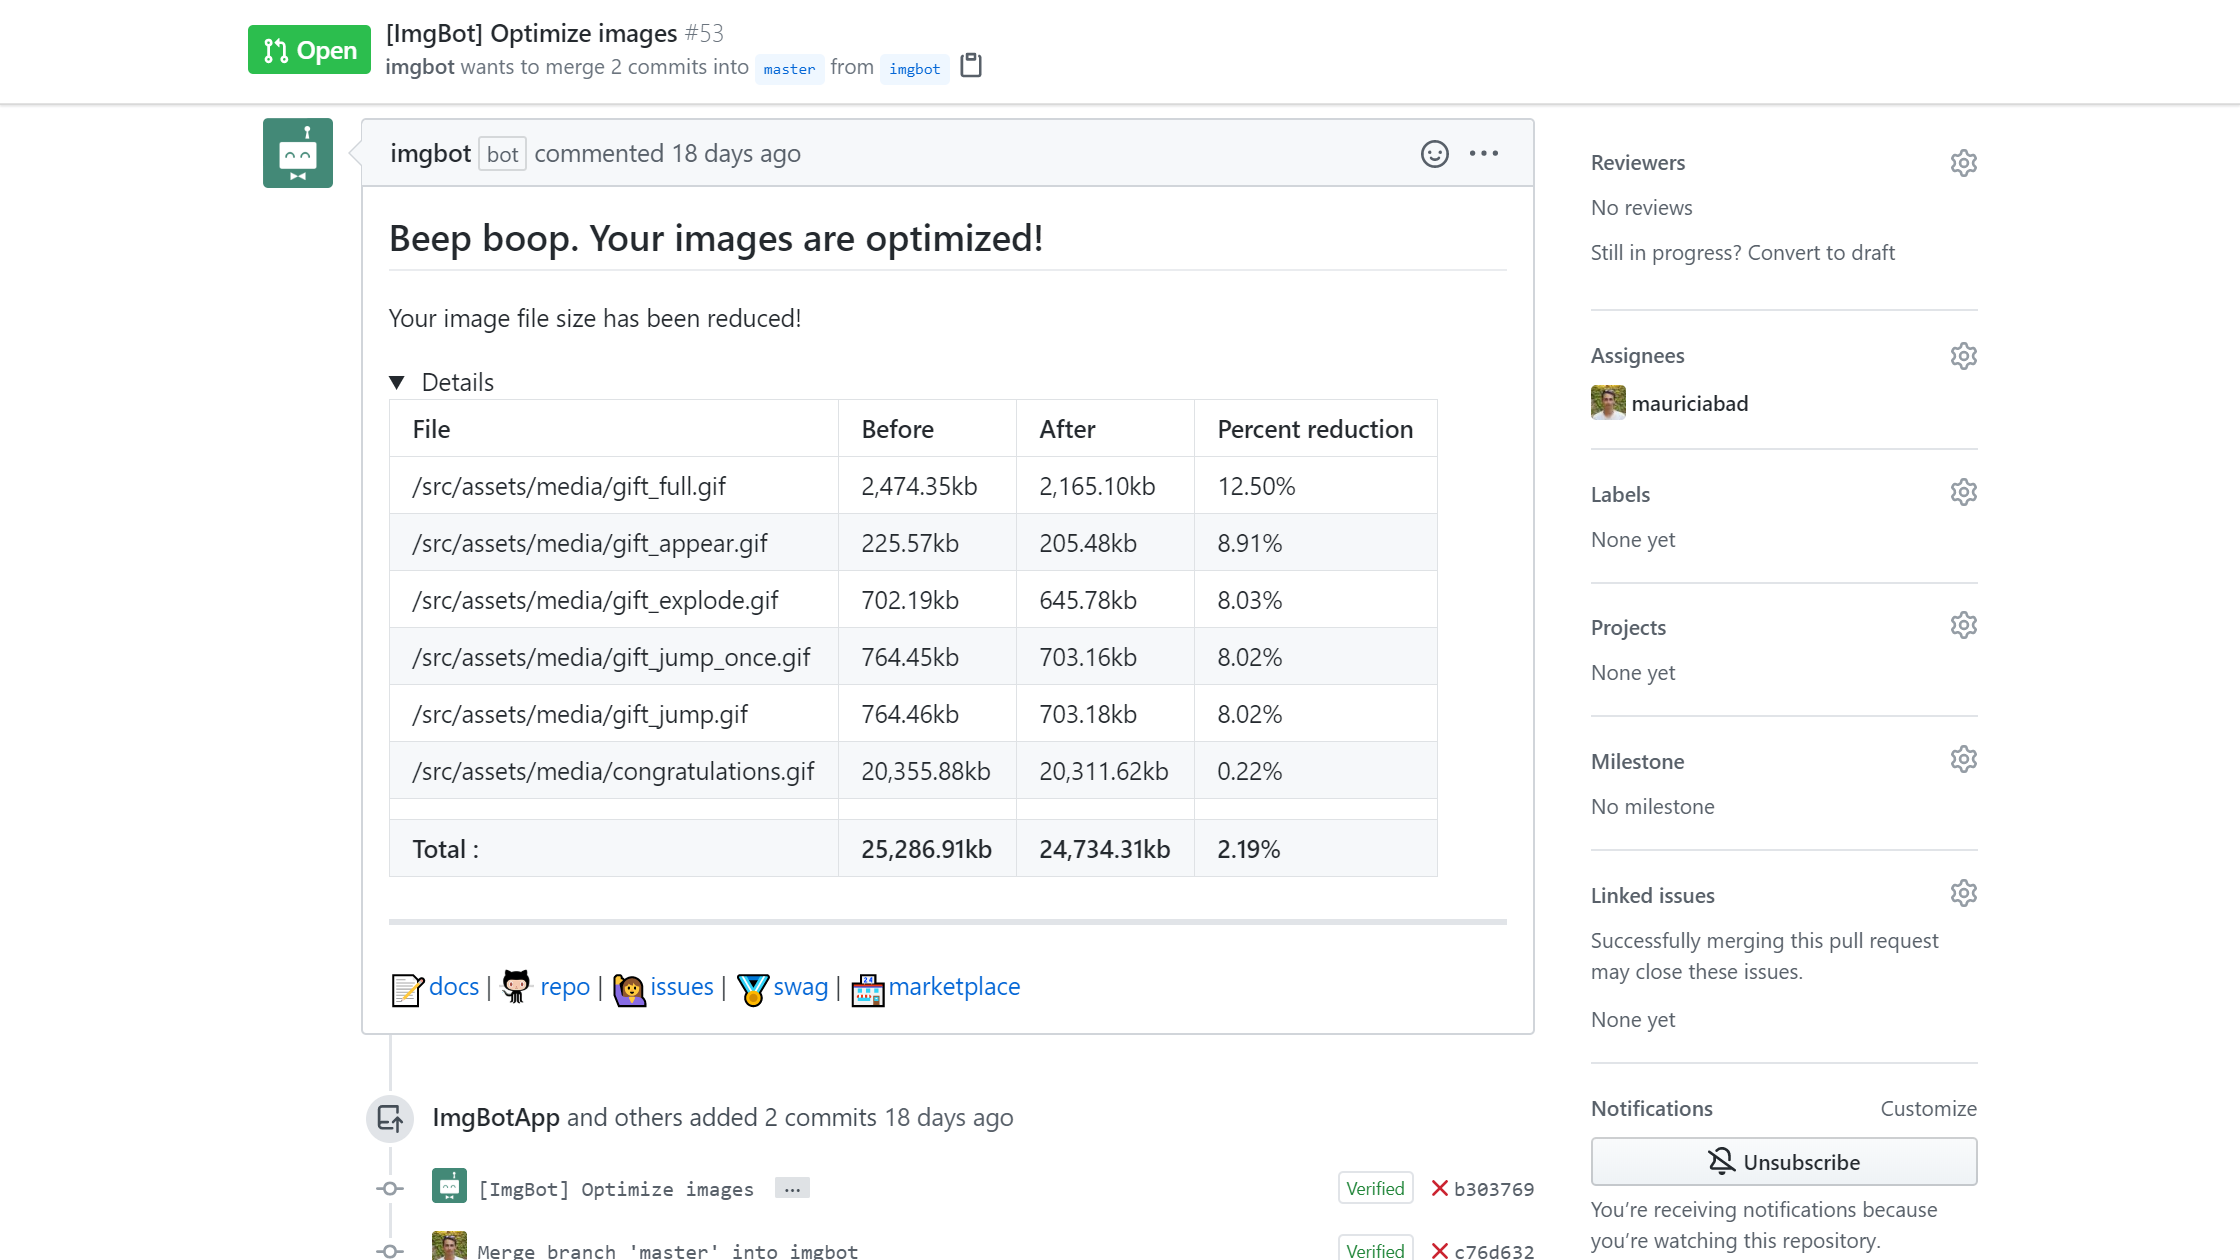 Open
[ImgBot] Optimize images #53
imgbot wants to merge 2 commits into master from imgbot
imgbot bot commented 18 days ago
Beep boop. Your images are optimized!
Your image file size has been reduced!
Details
File Before After Percent reduction
/src/assets/media/gift_full.gif 2,474.35kb 2,165.10kb 12.50%
/src/assets/media/gift_appear.gif 225.57kb 205.48kb 8.91%
/src/assets/media/gift_explode.gif 702.19kb 645.78kb 8.03%
/src/assets/media/gift_jump_once.gif 764.45kb 703.16kb 8.02%
/src/assets/media/gift_jump.gif 764.46kb 703.18kb 8.02%
/src/assets/media/congratulations.gif 20,355.88kb 20,311.62kb 0.22%
Total : 25,286.91kb 24,734.31kb 2.19%
docs | repo | issues | swag | marketplace
ImgBotApp and others added 2 commits 18 days ago
[ImgBot] Optimize images ... Verified b303769
Merge branch 'master' into imgbot Verified c76d632
Reviewers
No reviews
Still in progress? Convert to draft
Assignees
mauriciabad
Labels
None yet
Projects
None yet
Milestone
No milestone
Linked issues
Successfully merging this pull request
may close these issues.
None yet
Notifications Customize
Unsubscribe
You're receiving notifications because
you're watching this repository.